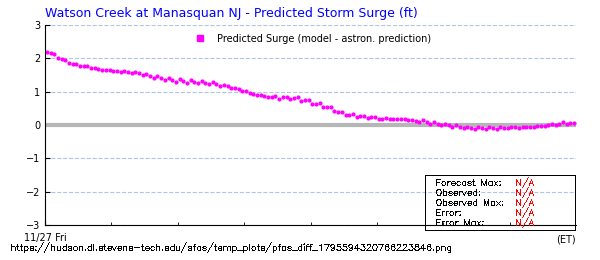 Watson Creek at Manasquan NJ - Predicted Storm Surge (ft)
3
Predicted Surge (model - astron. prediction)
2
1
0
−1
−2
−3
Forecast Max: N/A
Observed: N/A
Observed Max: N/A
Error: N/A
Error Max: N/A
11/27 Fri
(ET)
https://hudson.dl.stevens-tech.edu/sfas/temp_plots/pfas_diff_1795594320766223846.png